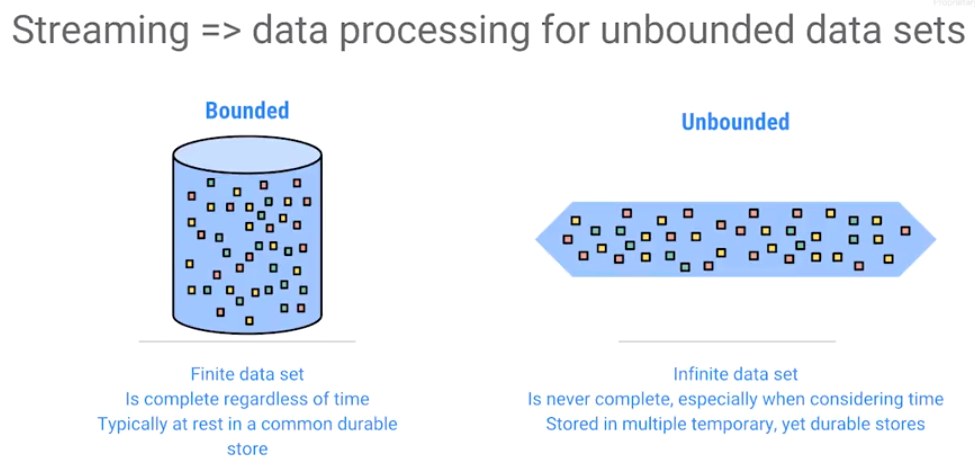 Streaming => data processing for unbounded data sets
Bounded
Finite data set
Is complete regardless of time
Typically at rest in a common durable
store
Unbounded
Infinite data set
Is never complete, especially when considering time
Stored in multiple temporary, yet durable stores